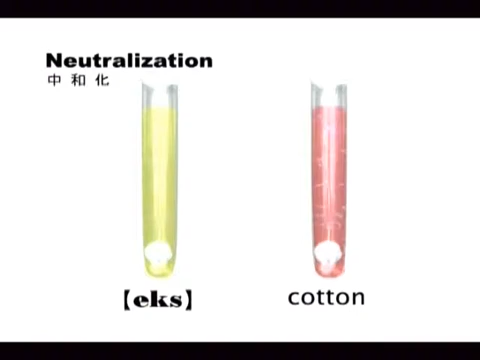 Neutralization
中和化
【eks】
cotton